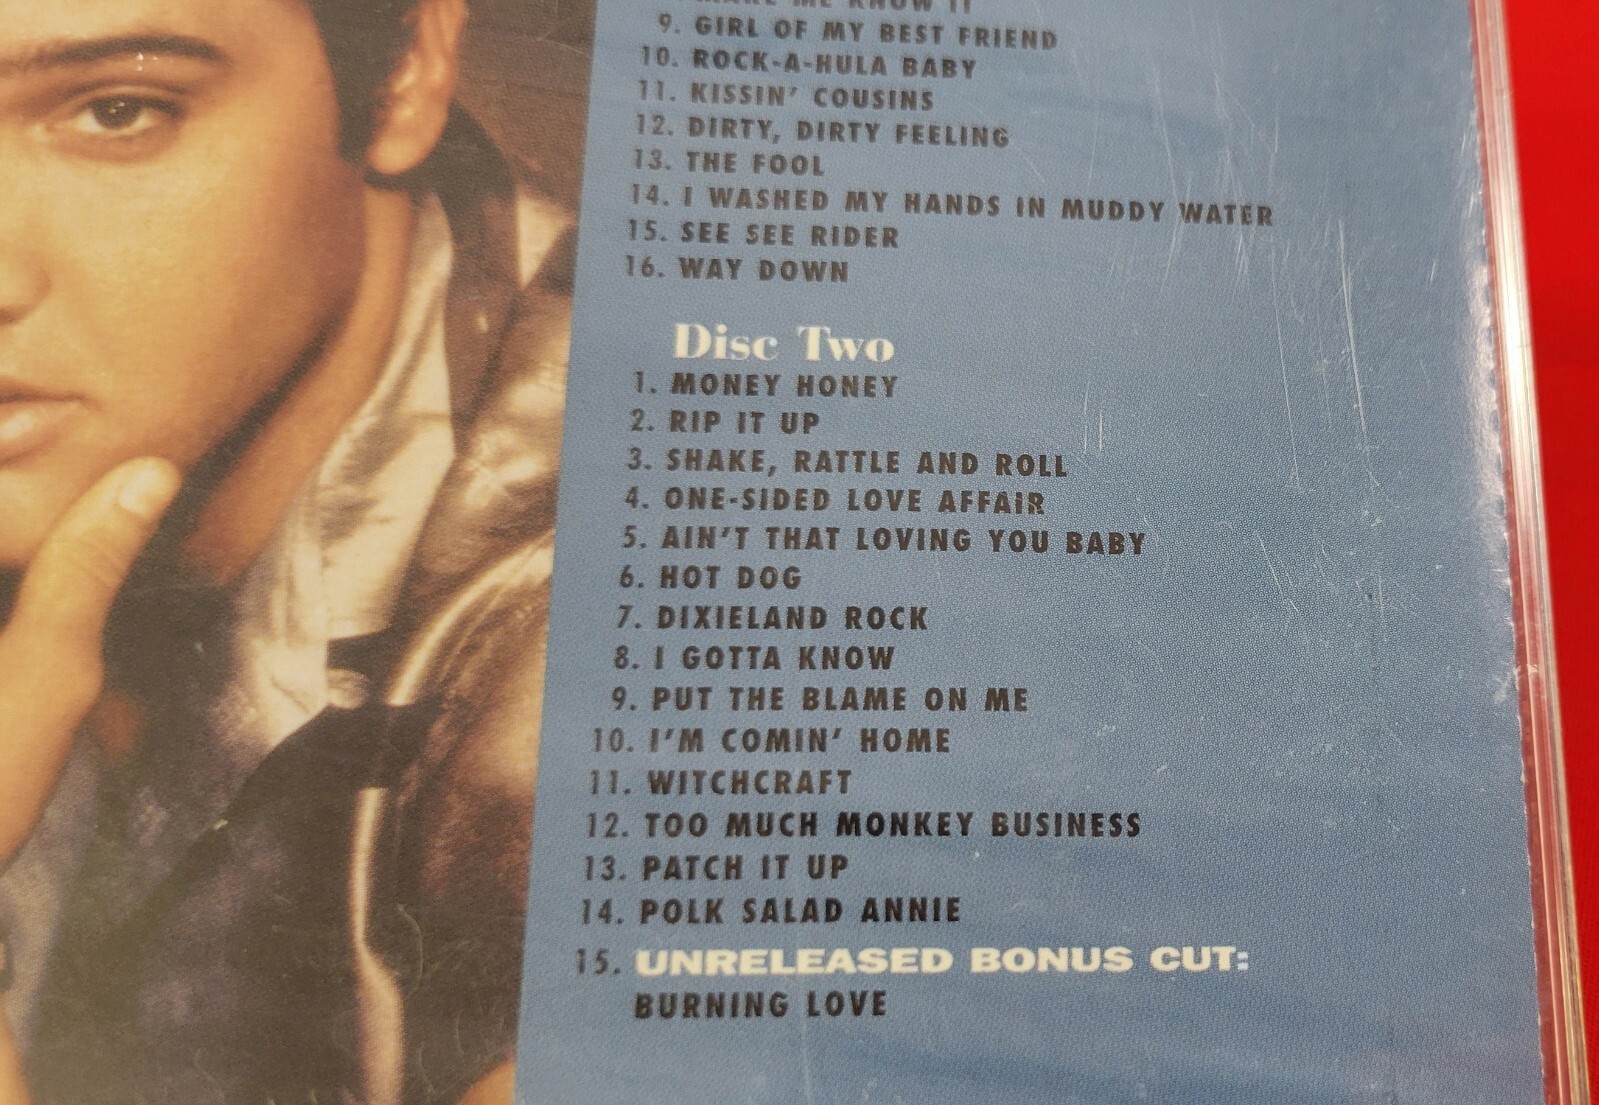 MAKE ME KNOW IT
9. GIRL OF MY BEST FRIEND
10. ROCK-A-HULA BABY
11. KISSIN' COUSINS
12. DIRTY, DIRTY FEELING
13. THE FOOL
14. I WASHED MY HANDS IN MUDDY WATER
15. SEE SEE RIDER
16. WAY DOWN
Disc Two
1. MONEY HONEY
2. RIP IT UP
3. SHAKE, RATTLE AND ROLL
4. ONE-SIDED LOVE AFFAIR
5. AIN'T THAT LOVING YOU BABY
6. HOT DOG
7. DIXIELAND ROCK
8. I GOTTA KNOW
9. PUT THE BLAME ON ME
10. I'M COMIN' HOME
11. WITCHCRAFT
12. TOO MUCH MONKEY BUSINESS
13. PATCH IT UP
14. POLK SALAD ANNIE
15. UNRELEASED BONUS CUT:
BURNING LOVE